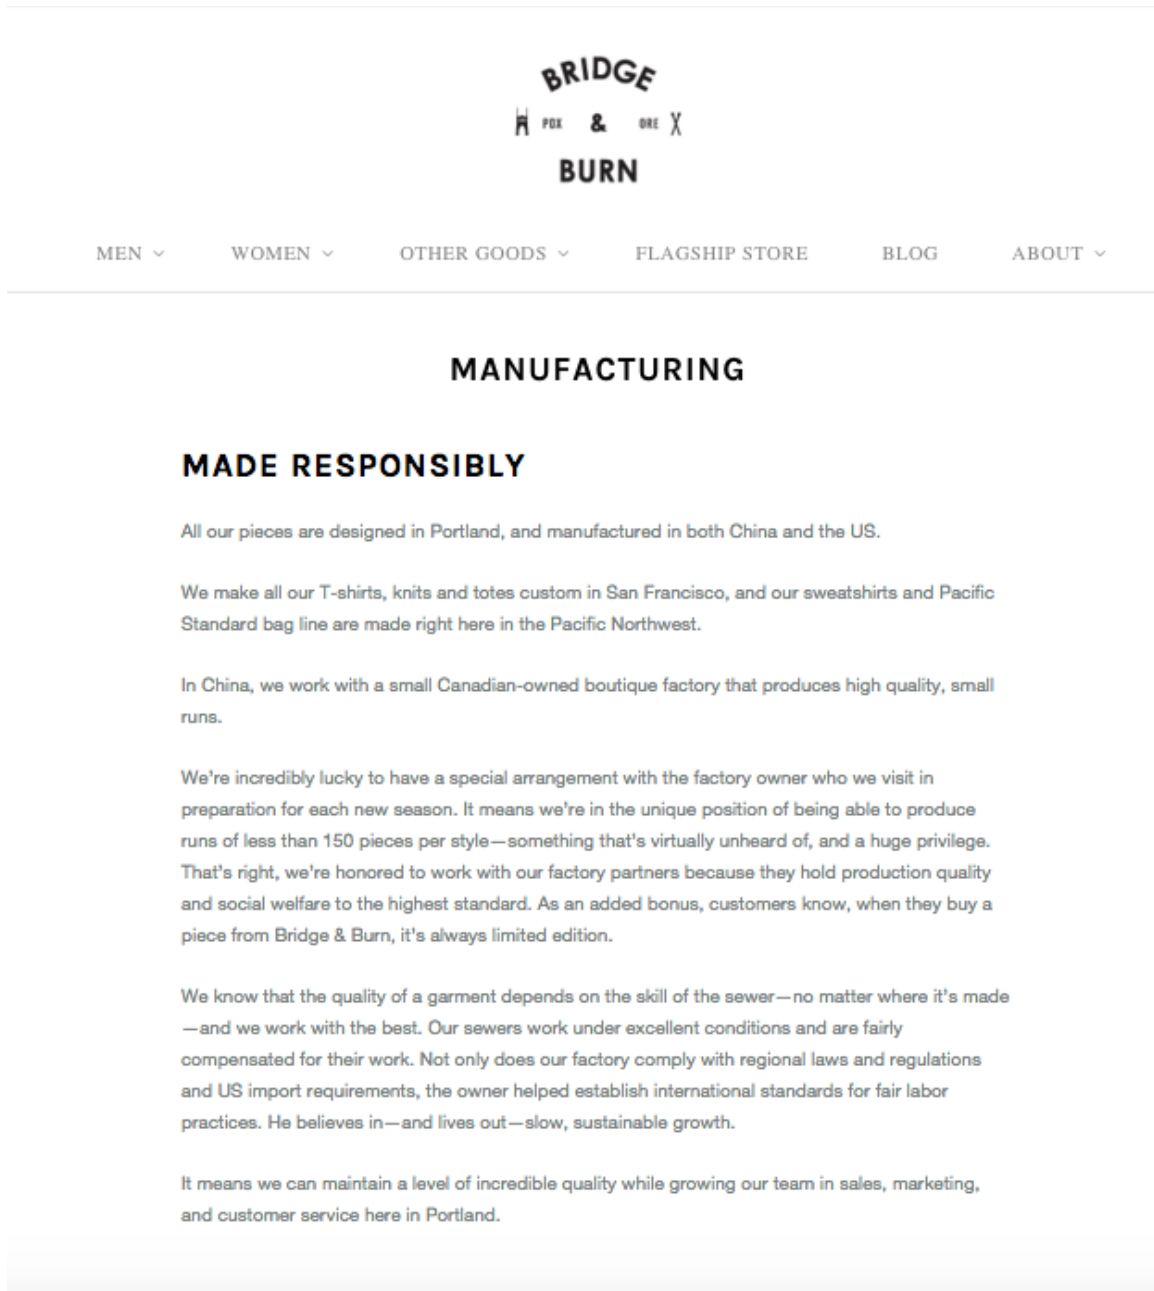 BRIDGE
PDX & ORE
BURN
MEN WOMEN OTHER GOODS FLAGSHIP STORE BLOG ABOUT
MANUFACTURING
MADE RESPONSIBLY
All our pieces are designed in Portland, and manufactured in both China and the US.
We make all our T-shirts, knits and totes custom in San Francisco, and our sweatshirts and Pacific
Standard bag line are made right here in the Pacific Northwest.
In China, we work with a small Canadian-owned boutique factory that produces high quality, small
runs.
We're incredibly lucky to have a special arrangement with the factory owner who we visit in
preparation for each new season. It means we're in the unique position of being able to produce
runs of less than 150 pieces per style—something that's virtually unheard of, and a huge privilege.
That's right, we're honored to work with our factory partners because they hold production quality
and social welfare to the highest standard. As an added bonus, customers know, when they buy a
piece from Bridge & Burn, it's always limited edition.
We know that the quality of a garment depends on the skill of the sewer—no matter where it's made
—and we work with the best. Our sewers work under excellent conditions and are fairly
compensated for their work. Not only does our factory comply with regional laws and regulations
and US import requirements, the owner helped establish international standards for fair labor
practices. He believes in—and lives out—slow, sustainable growth.
It means we can maintain a level of incredible quality while growing our team in sales, marketing,
and customer service here in Portland.